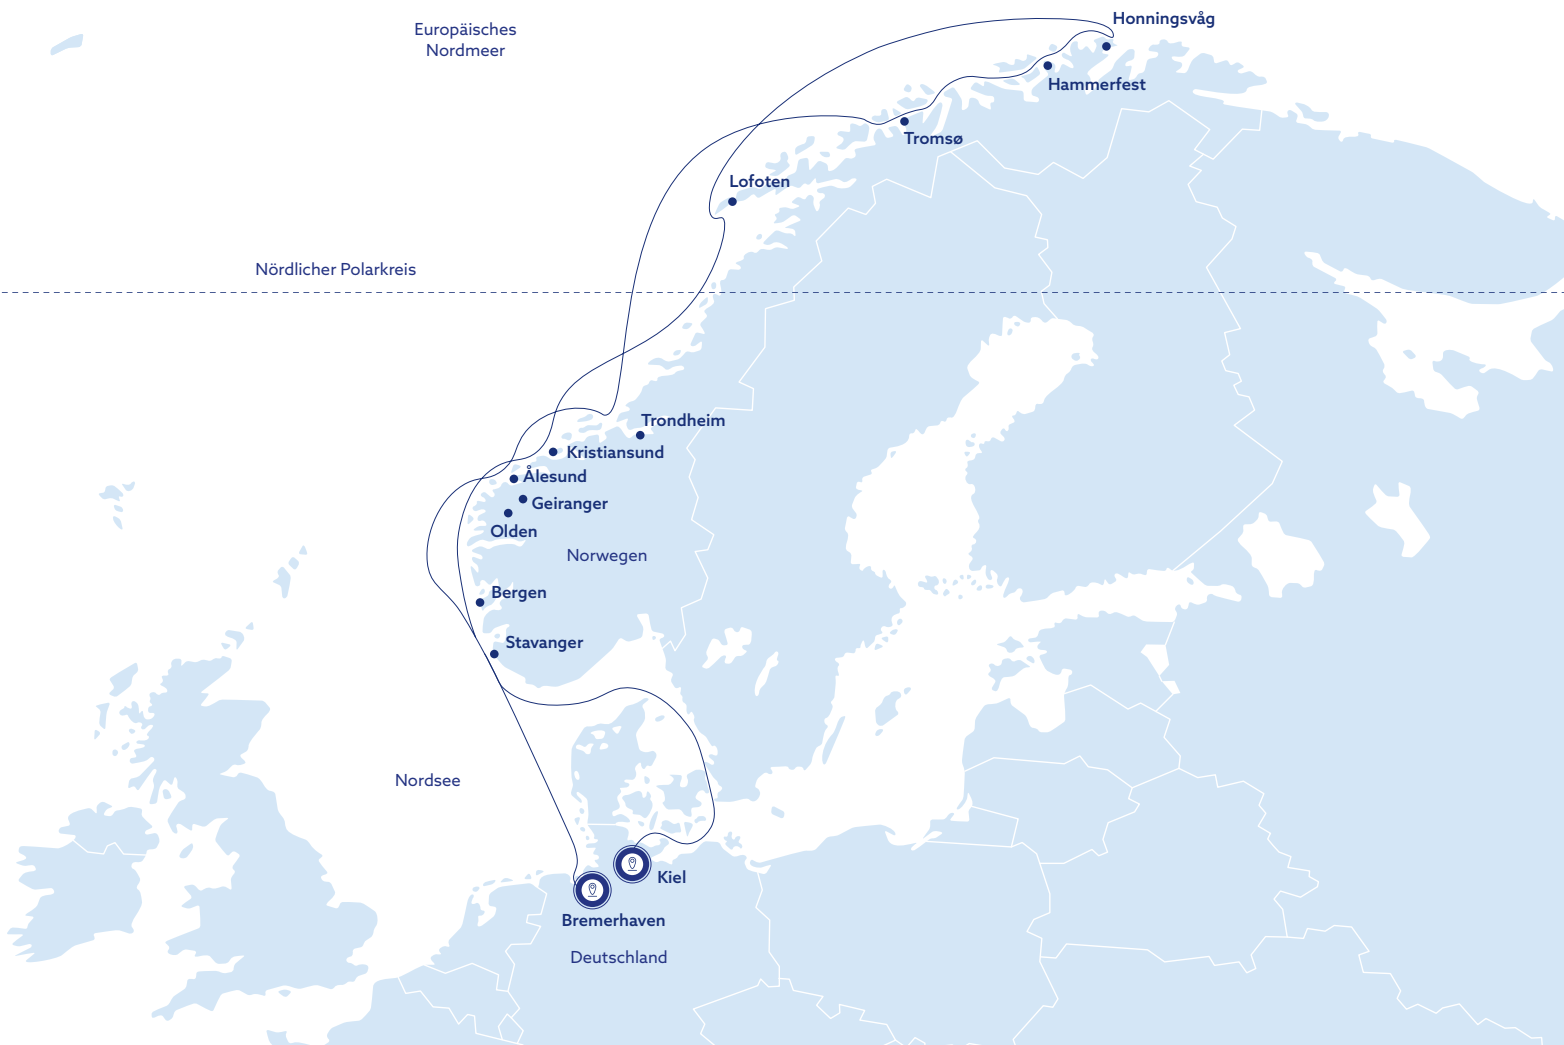 Honningsvåg
Europäisches
Nordmeer
Hammerfest
Tromsø
Lofoten
Nördlicher Polarkreis
Trondheim
Kristiansund
Ålesund
Geiranger
Olden
Norwegen
Bergen
Stavanger
Nordsee
Kiel
Bremerhaven
Deutschland